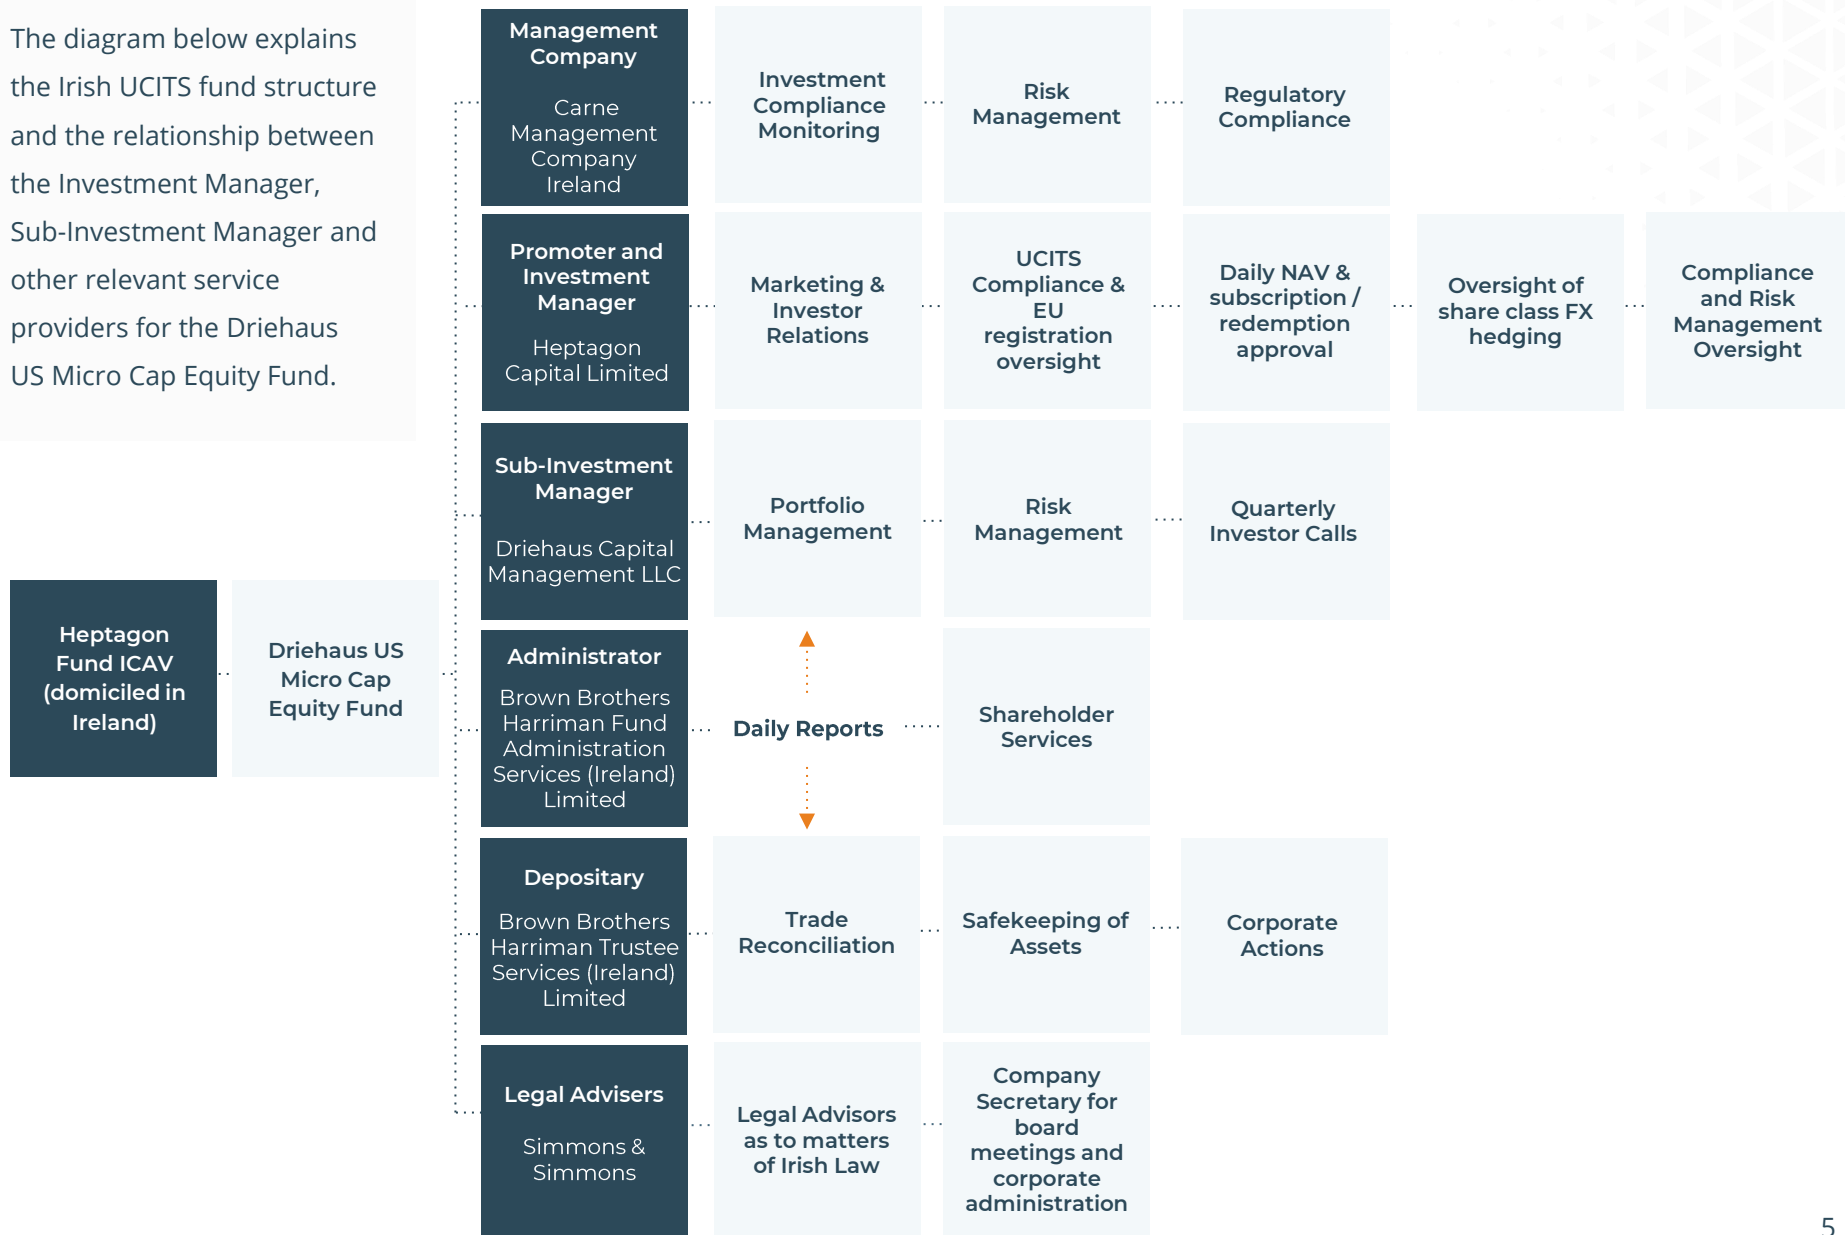 The diagram below explains
the Irish UCITS fund structure
and the relationship between
the Investment Manager,
Sub-Investment Manager and
other relevant service
providers for the Driehaus
US Micro Cap Equity Fund.
Heptagon
Fund ICAV
(domiciled in
Ireland)
Driehaus US
Micro Cap
Equity Fund
Management
Company
Carne
Management
Company
Ireland
Investment
Compliance
Monitoring
Risk
Management
Regulatory
Compliance
Promoter and
Investment
Manager
Heptagon
Capital Limited
Marketing &
Investor
Relations
UCITS
Compliance &
EU
registration
oversight
Daily NAV &
subscription /
redemption
approval
Oversight of
share class FX
hedging
Compliance
and Risk
Management
Oversight
Sub-Investment
Manager
Driehaus Capital
Management LLC
Portfolio
Management
Risk
Management
Quarterly
Investor Calls
Administrator
Brown Brothers
Harriman Fund
Administration
Services (Ireland)
Limited
Daily Reports
Shareholder
Services
Depositary
Brown Brothers
Harriman Trustee
Services (Ireland)
Limited
Trade
Reconciliation
Safekeeping of
Assets
Corporate
Actions
Legal Advisers
Simmons &
Simmons
Legal Advisors
as to matters
of Irish Law
Company
Secretary for
board
meetings and
corporate
administration
5